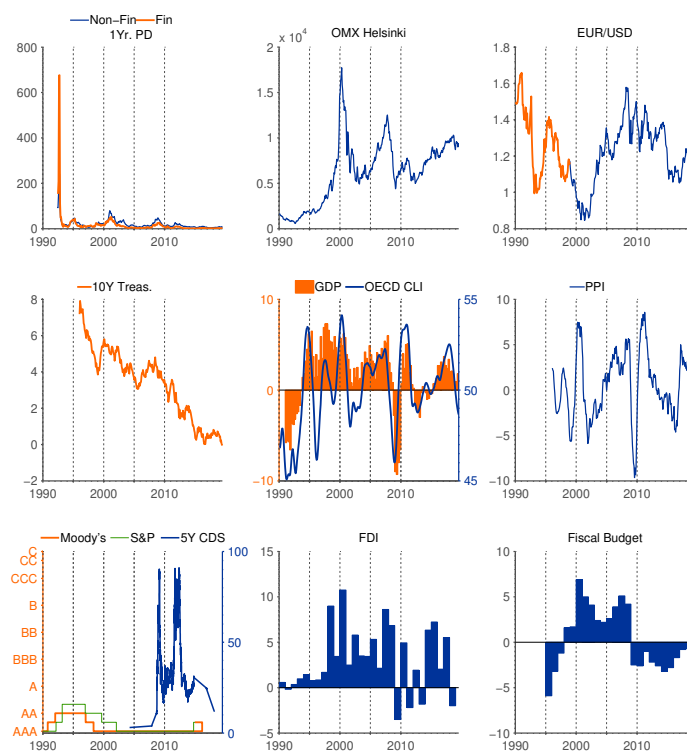 Non−Fin Fin
1Yr. PD
800
600
400
200
0
1990 2000 2010
OMX Helsinki
2 x 10^4
1.5
1
0.5
0
1990 2000 2010
EUR/USD
1.8
1.6
1.4
1.2
1
0.8
1990 2000 2010
10Y Treas.
8
6
4
2
0
−2
1990 2000 2010
GDP OECD CLI
10 55
5
0 50
−5
−10 45
1990 2000 2010
PPI
10
5
0
−5
−10
1990 2000 2010
Moody's S&P 5Y CDS
C 100
CC
CCC
B
BB 50
BBB
A
AA
AAA 0
1990 2000 2010
FDI
15
10
5
0
−5
1990 2000 2010
Fiscal Budget
10
5
0
−5
−10
1990 2000 2010